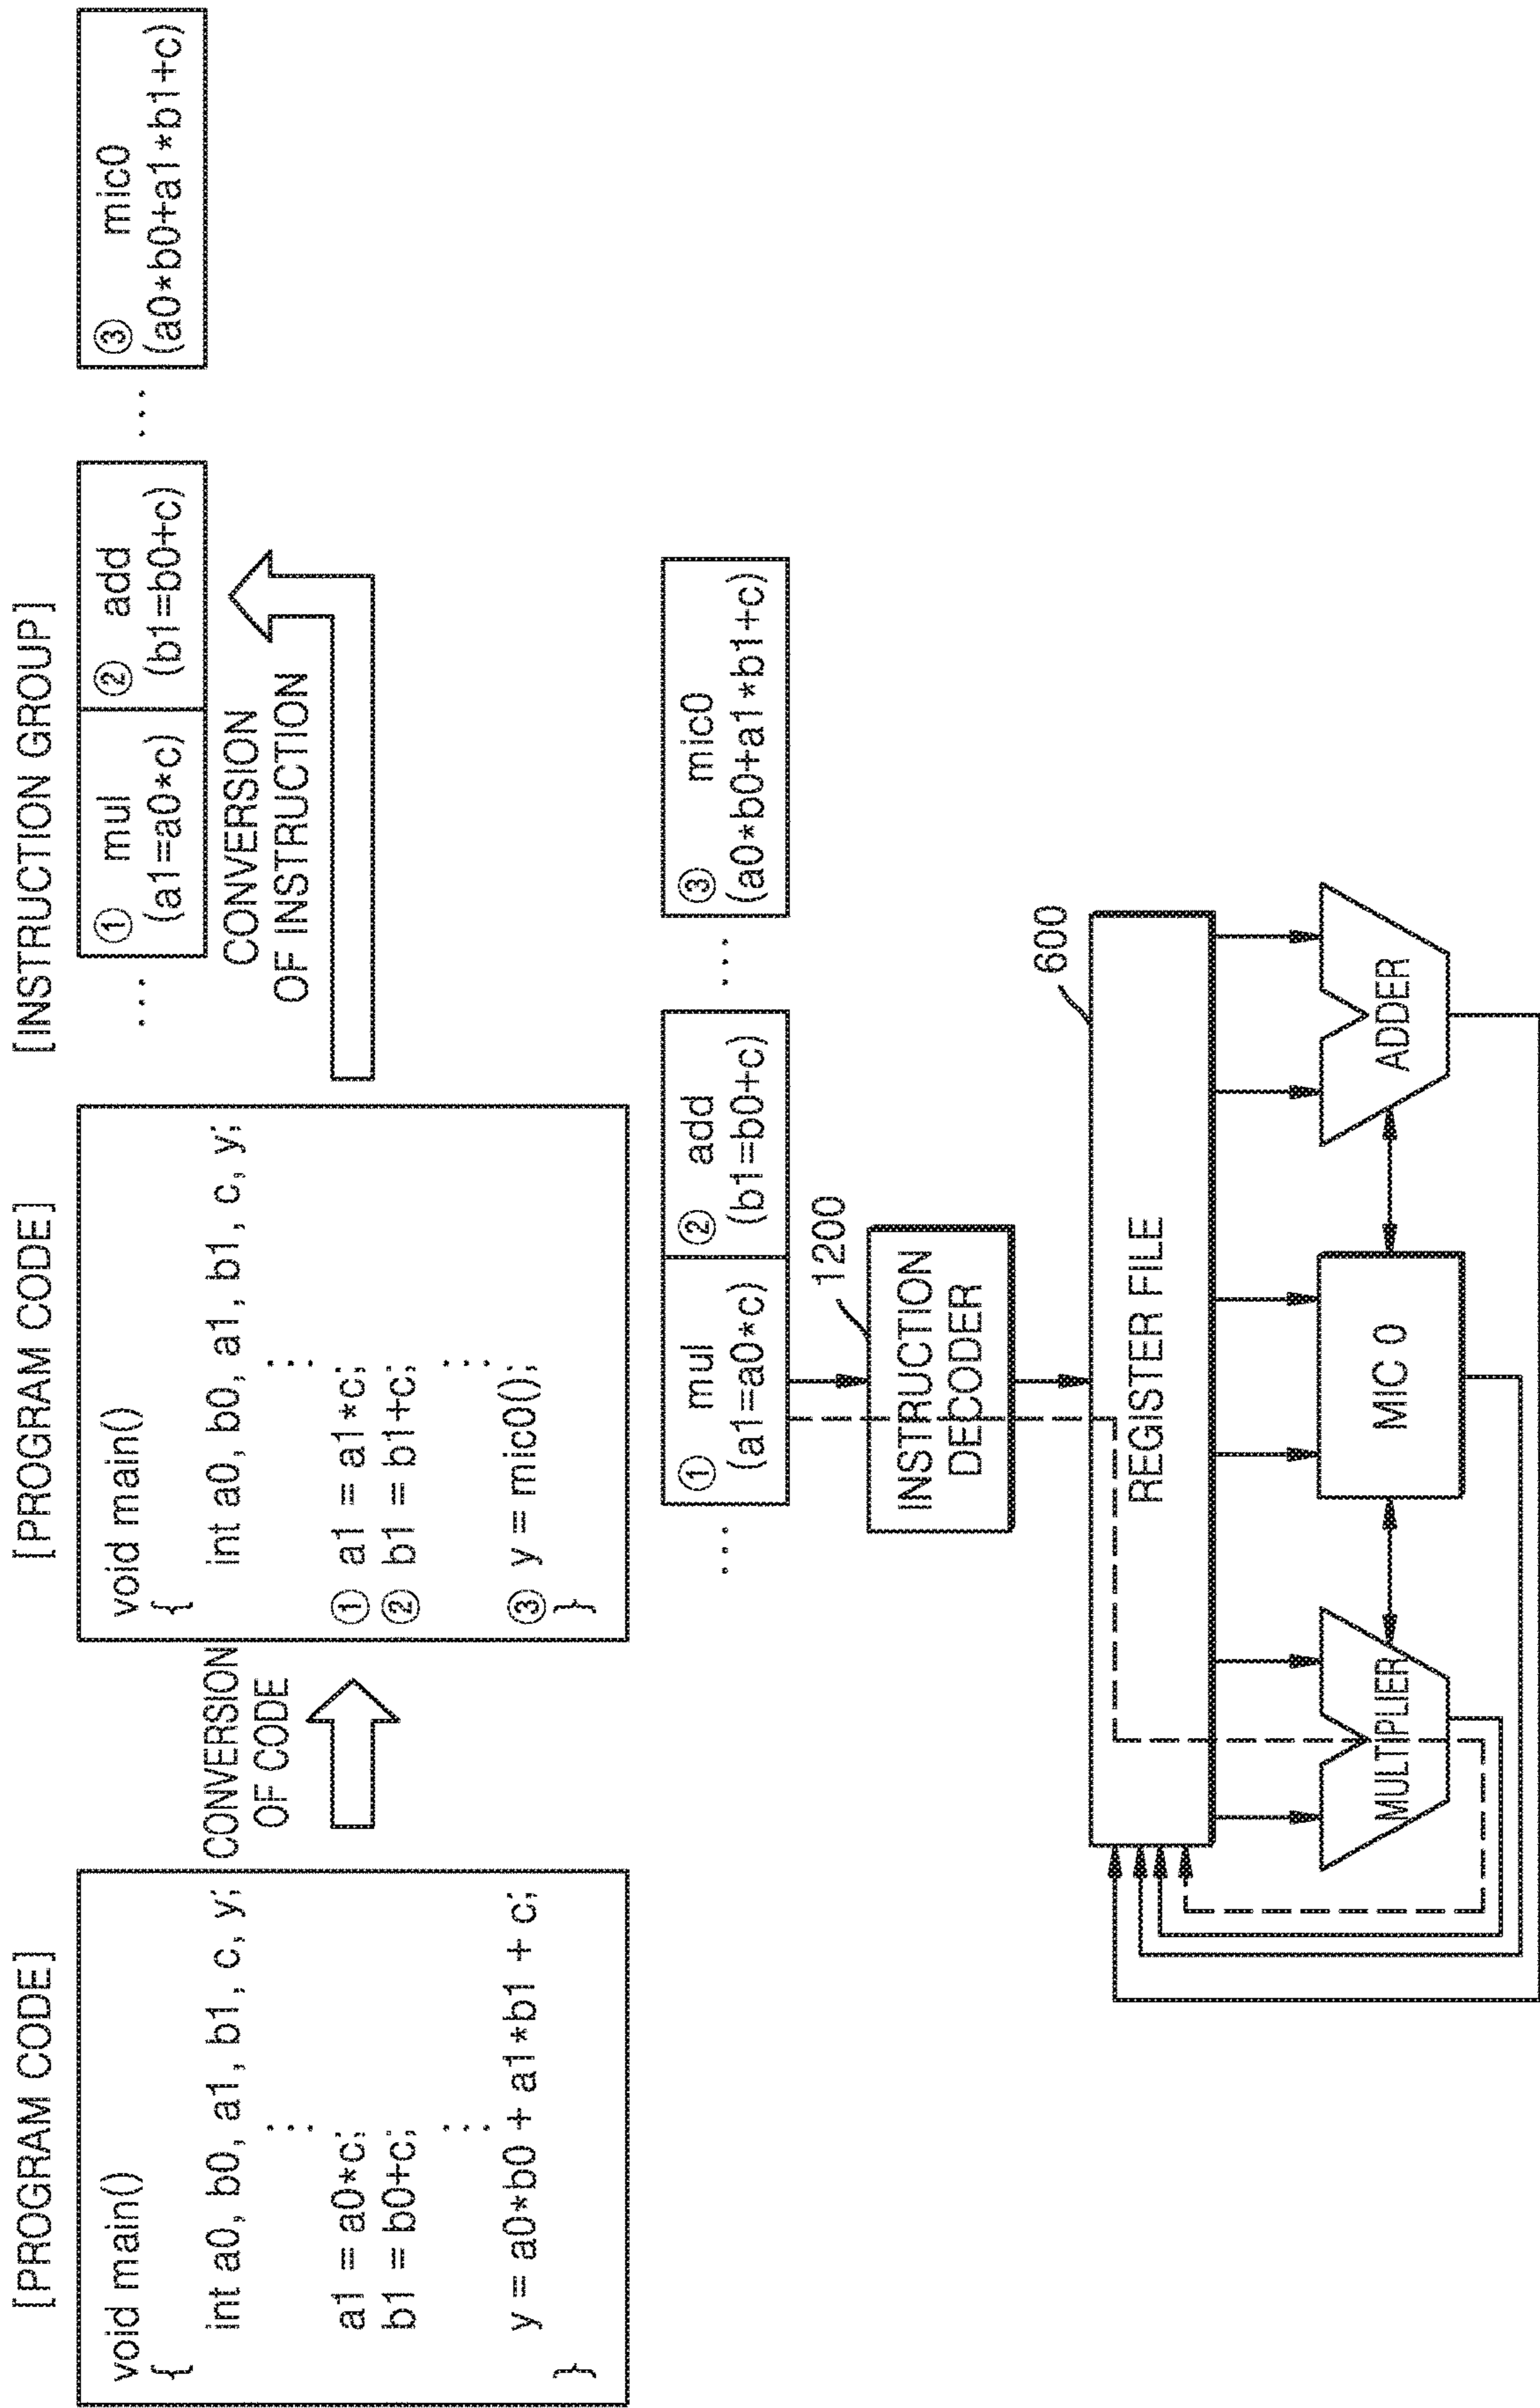 [PROGRAM CODE]
void main()
{
int a0, b0, a1, b1, c, y;
⋮
a1 = a0*c;
b1 = b0+c;
⋮
y = a0*b0 + a1*b1 + c;
}
CONVERSION
OF CODE
[PROGRAM CODE]
void main()
{
int a0, b0, a1, b1, c, y;
⋮
① a1 = a1*c;
② b1 = b1+c;
⋮
③ y = mic0();
}
CONVERSION
OF INSTRUCTION
[INSTRUCTION GROUP]
...
① mul
(a1=a0*c)
② add
(b1=b0+c)
...
③ mic0
(a0*b0+a1*b1+c)
...
① mul
(a1=a0*c)
② add
(b1=b0+c)
...
③ mic0
(a0*b0+a1*b1+c)
1200
INSTRUCTION
DECODER
600
REGISTER FILE
MULTIPLIER
MIC 0
ADDER